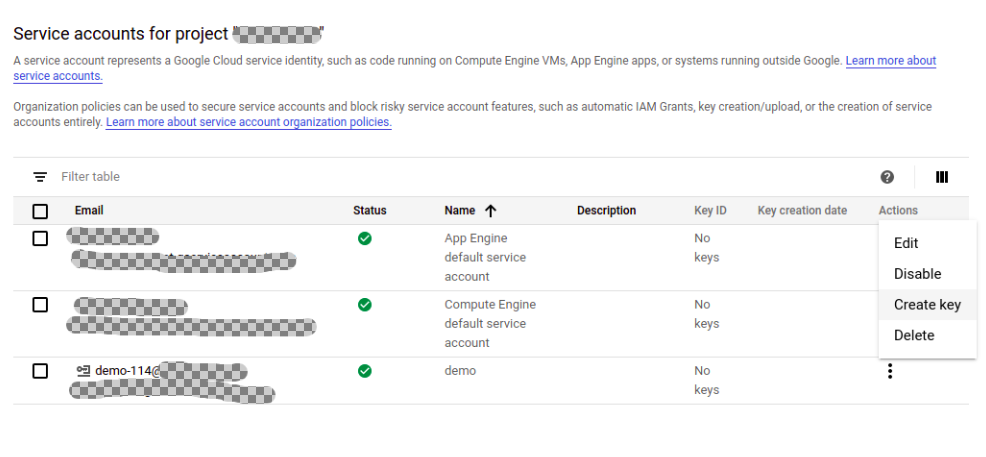 Service accounts for project " "
A service account represents a Google Cloud service identity, such as code running on Compute Engine VMs, App Engine apps, or systems running outside Google. Learn more about
service accounts.
Organization policies can be used to secure service accounts and block risky service account features, such as automatic IAM Grants, key creation/upload, or the creation of service
accounts entirely. Learn more about service account organization policies.
Filter table
Email Status Name Description Key ID Key creation date Actions
App Engine No
default service keys
account
Compute Engine No
default service keys
account
demo-114@ demo No
keys
Edit
Disable
Create key
Delete